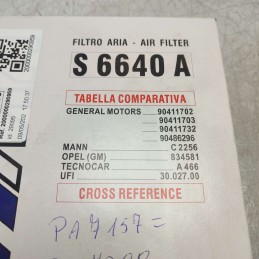 FILTRO ARIA - AIR FILTER
S 6640 A
TABELLA COMPARATIVA
GENERAL MOTORS 90411702
90411703
90411732
90486296
MANN C 2256
OPEL (GM) 834581
TECNOCAR A 466
UFI 30.027.00
CROSS REFERENCE
PA 7157 =